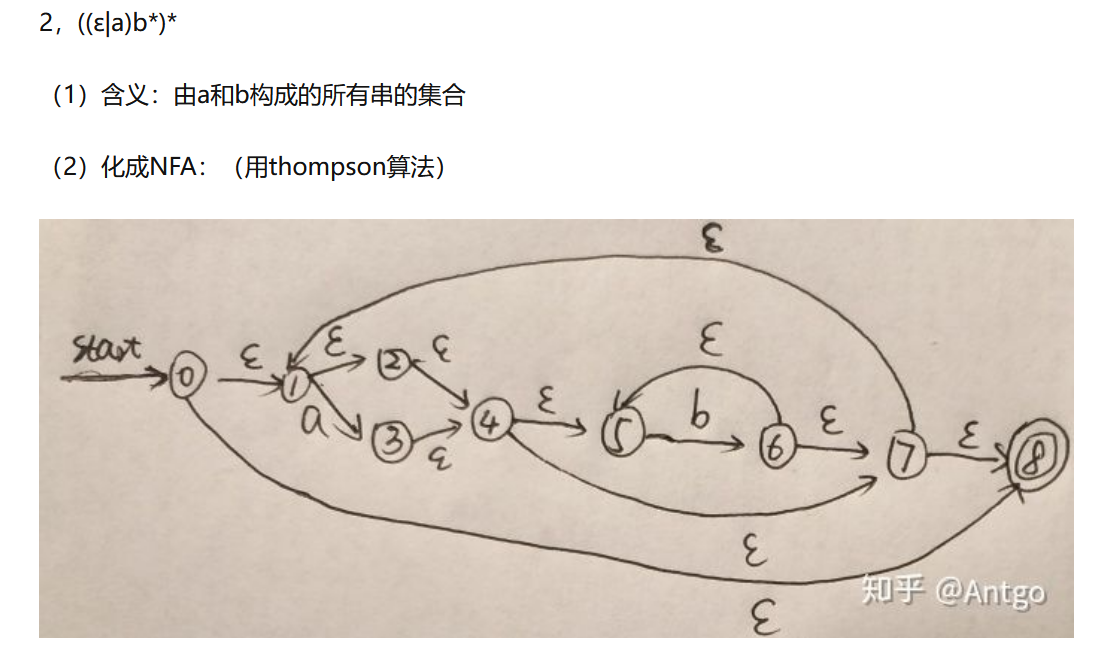 2，((ε|a)b*)*
（1）含义：由a和b构成的所有串的集合
（2）化成NFA：（用thompson算法）
ε
start
ε
ε
ε
ε
0
1
2
a
3
ε
4
ε
5
b
6
ε
7
ε
8
ε
ε
知乎 @Antgo